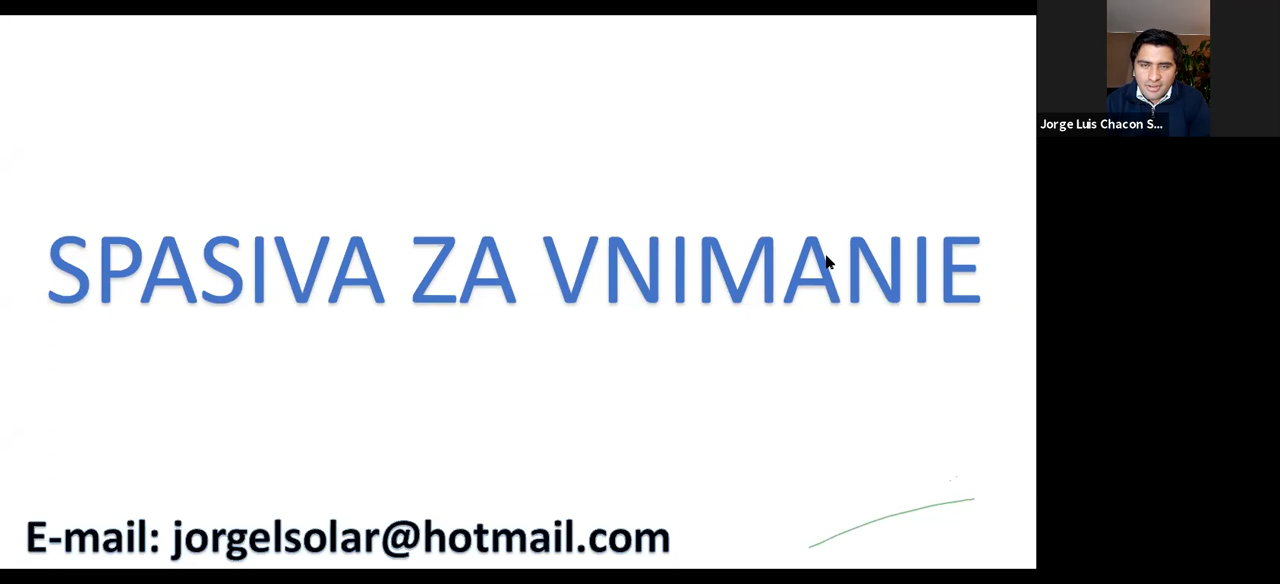 SPASIVA ZA VNIMANIE
E-mail: jorgelsolar@hotmail.com
Jorge Luis Chacon S...